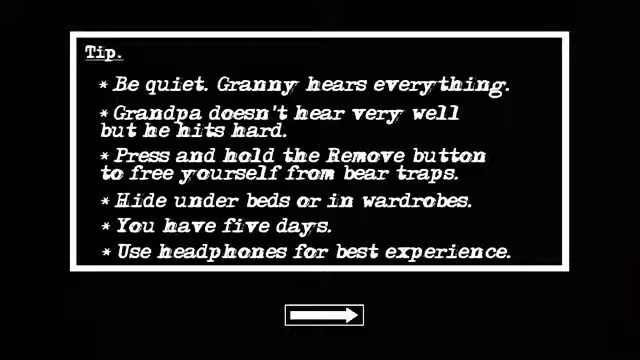 Tip.
* Be quiet. Granny hears everything.
* Grandpa doesn't hear very well
but he hits hard.
* Press and hold the Remove button
to free yourself from bear traps.
* Hide under beds or in wardrobes.
* You have five days.
* Use headphones for best experience.